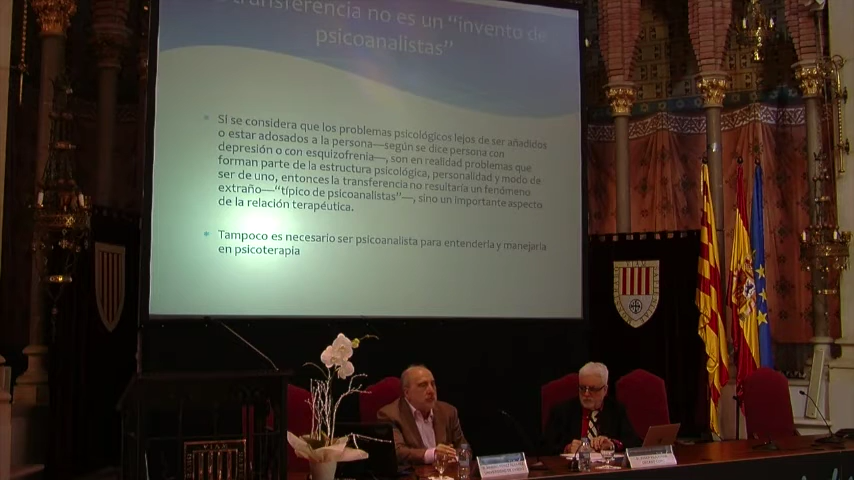 transferencia no es un "invento de
psicoanalistas"
Si se considera que los problemas psicológicos lejos de ser añadidos
o estar adosados a la persona—según se dice persona con
depresión o con esquizofrenia—, son en realidad problemas que
forman parte de la estructura psicológica, personalidad y modo de
ser de uno, entonces la transferencia no resultaría un fenómeno
extraño—"típico de psicoanalistas"—, sino un importante aspecto
de la relación terapéutica.
Tampoco es necesario ser psicoanalista para entenderla y manejarla
en psicoterapia